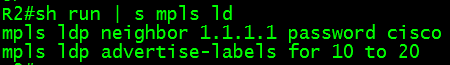 R2#sh run | s mpls ld
mpls ldp neighbor 1.1.1.1 password cisco
mpls ldp advertise-labels for 10 to 20